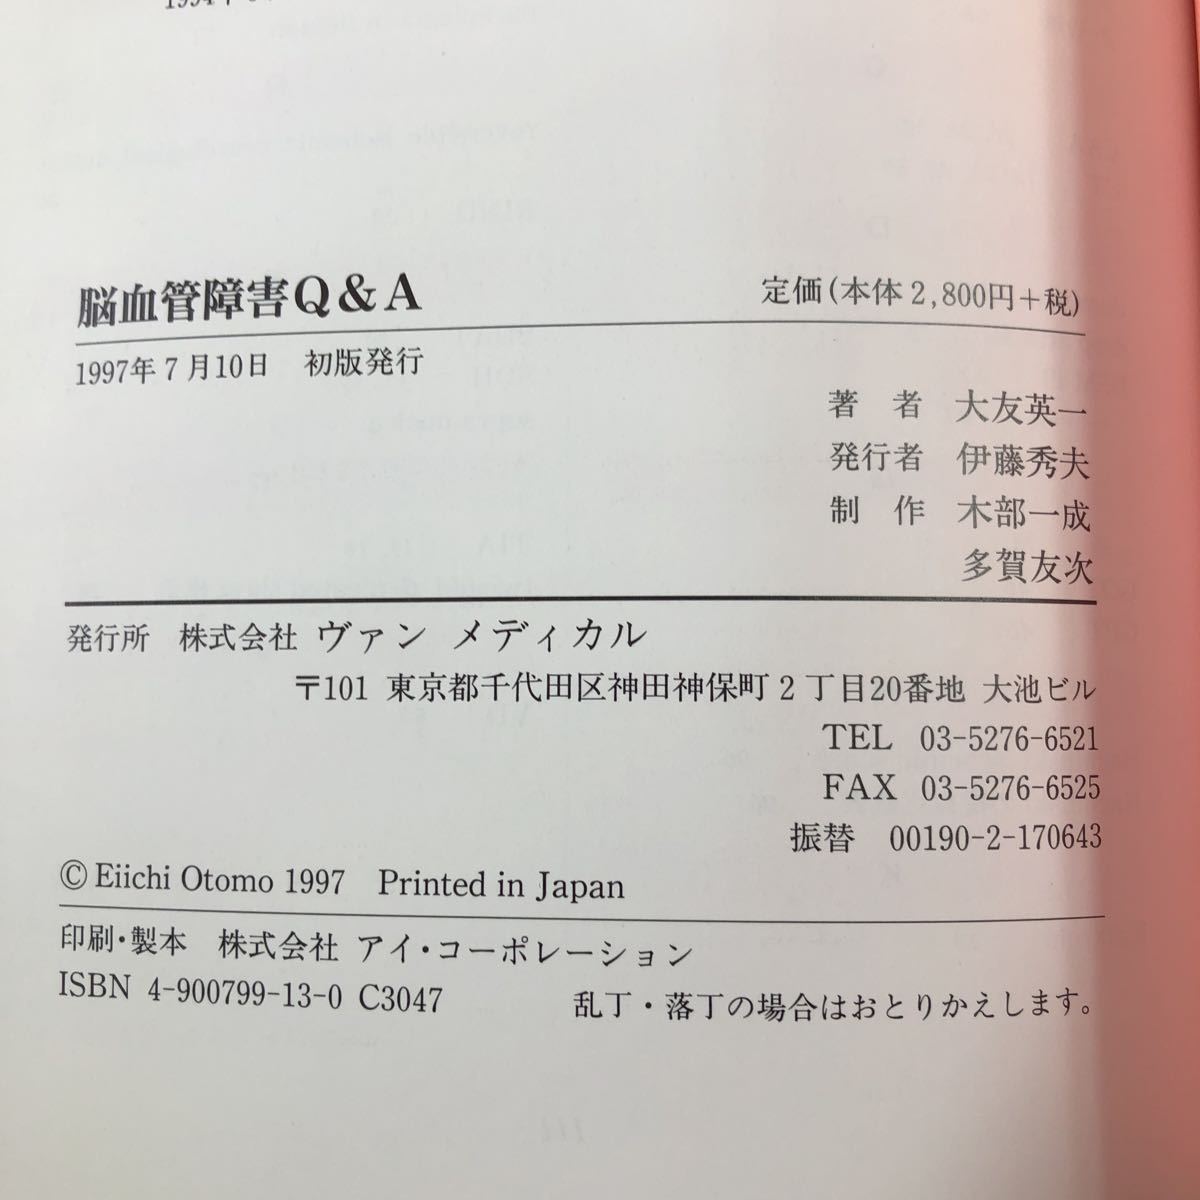 脳血管障害Q&A
定価(本体2,800円+税)
1997年7月10日 初版発行
著 者 大友英一
発行者 伊藤秀夫
制 作 木部一成
多賀友次
発行所 株式会社 ヴァン メディカル
〒101 東京都千代田区神田神保町2丁目20番地 大池ビル
TEL 03-5276-6521
FAX 03-5276-6525
振替 00190-2-170643
© Eiichi Otomo 1997 Printed in Japan
印刷・製本 株式会社 アイ・コーポレーション
ISBN 4-900799-13-0 C3047
乱丁・落丁の場合はおとりかえします。